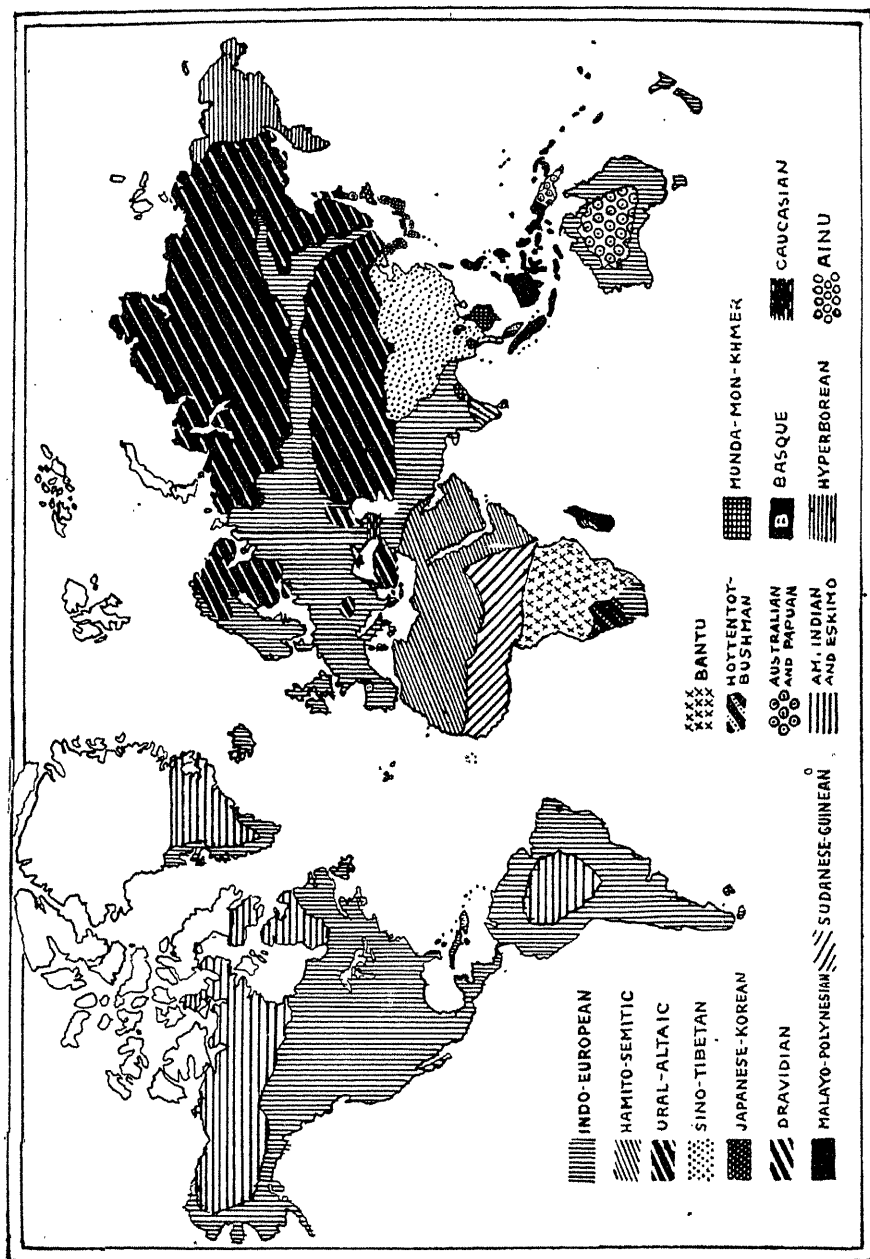 INDO-EUROPEAN
HAMITO-SEMITIC
URAL-ALTAIC
SINO-TIBETAN
JAPANESE-KOREAN
DRAVIDIAN
MALAYO-POLYNESIAN
SUDANESE-GUINEAN
BANTU
HOTTENTOT-
BUSHMAN
AUSTRALIAN
AND PAPUAN
AM. INDIAN
AND ESKIMO
MUNDA-MON-KHMER
B BASQUE
HYPERBOREAN
CAUCASIAN
AINU